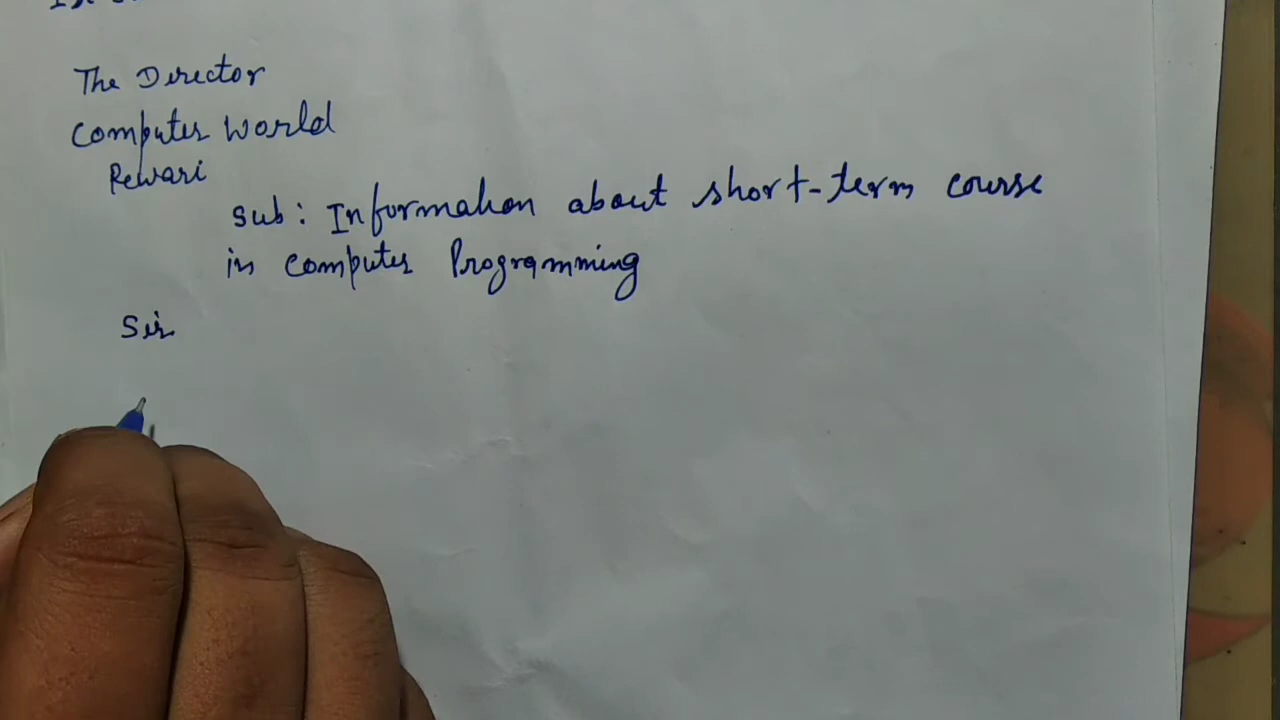 The Director
Computer World
Rewari
Sub: Information about short-term course
in Computer Programming
Sir